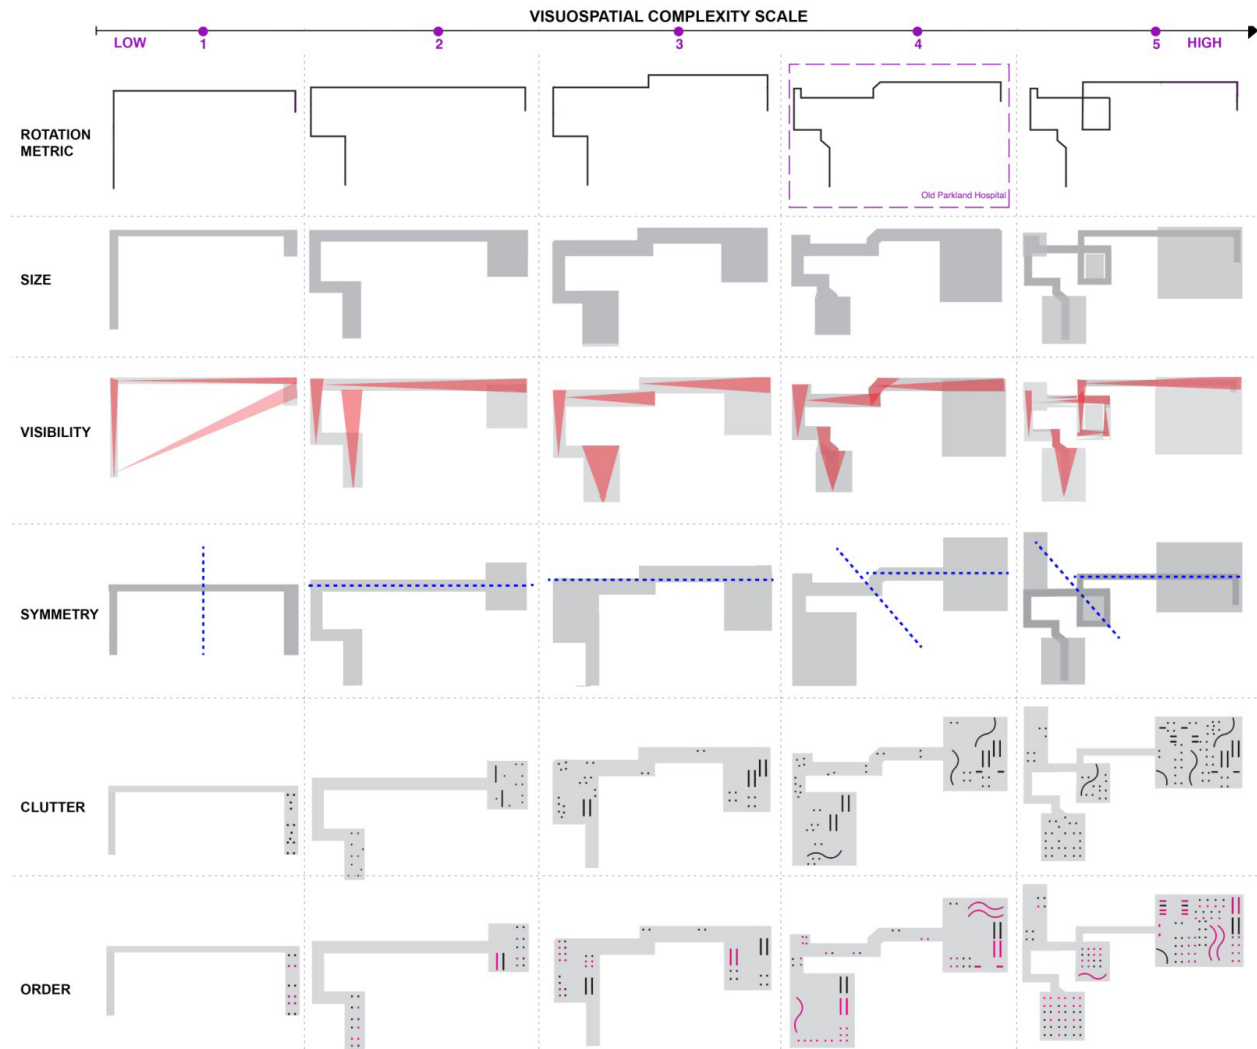 VISUOSPATIAL COMPLEXITY SCALE
LOW 1 2 3 4 5 HIGH
ROTATION
METRIC
Old Parkland Hospital
SIZE
VISIBILITY
SYMMETRY
CLUTTER
ORDER